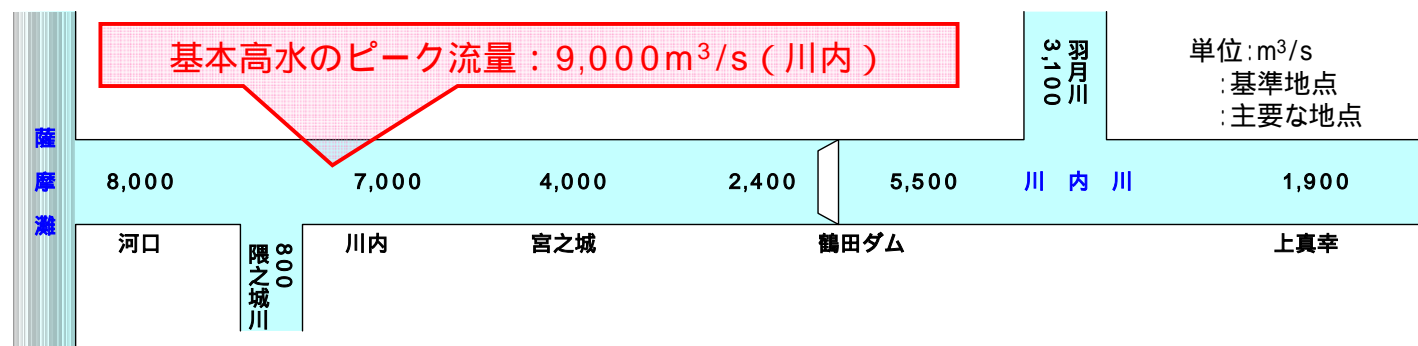 基本高水のピーク流量：9,000m³/s（川内）
羽月川
3,100
単位:m³/s
:基準地点
:主要な地点
薩摩灘
8,000
7,000
4,000
2,400
5,500
川内川
1,900
河口
川内
宮之城
鶴田ダム
上真幸
800
隈之城川